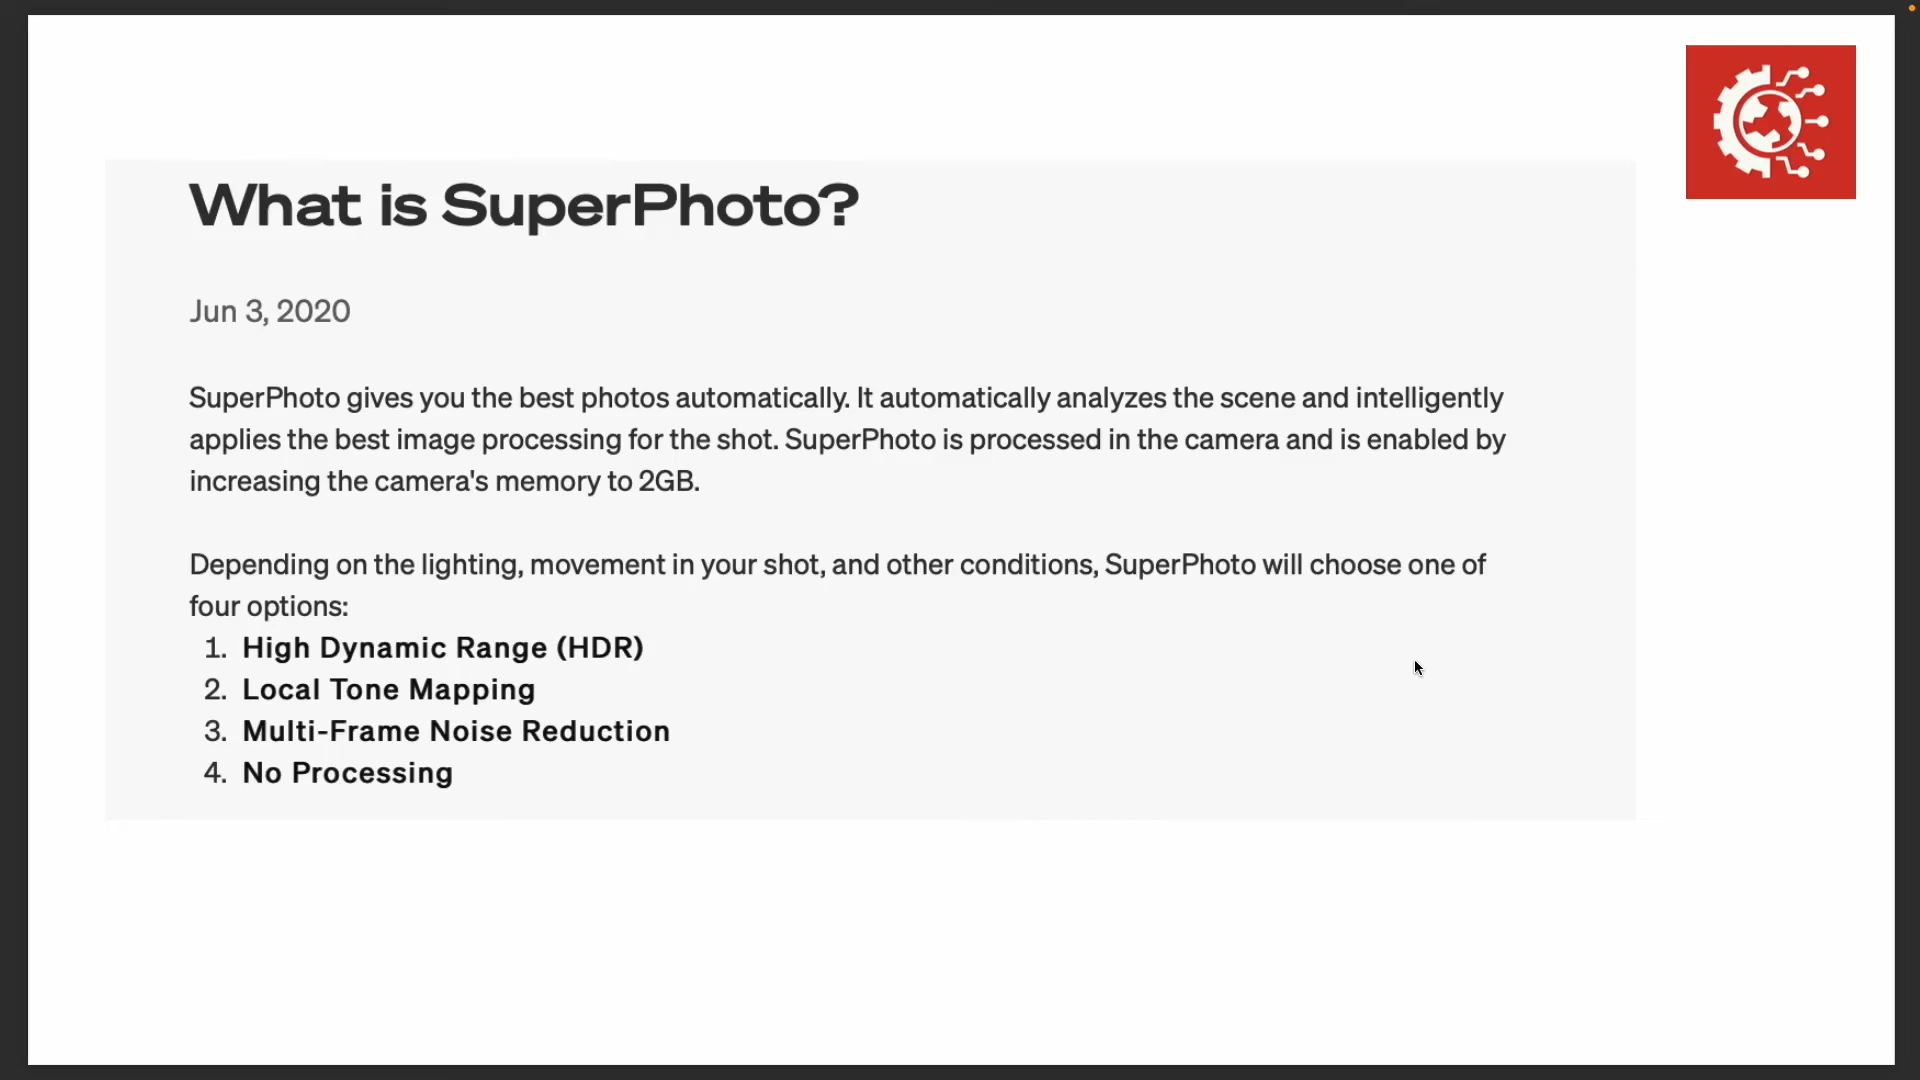 What is SuperPhoto?
Jun 3, 2020
SuperPhoto gives you the best photos automatically. It automatically analyzes the scene and intelligently
applies the best image processing for the shot. SuperPhoto is processed in the camera and is enabled by
increasing the camera's memory to 2GB.
Depending on the lighting, movement in your shot, and other conditions, SuperPhoto will choose one of
four options:
1. High Dynamic Range (HDR)
2. Local Tone Mapping
3. Multi-Frame Noise Reduction
4. No Processing